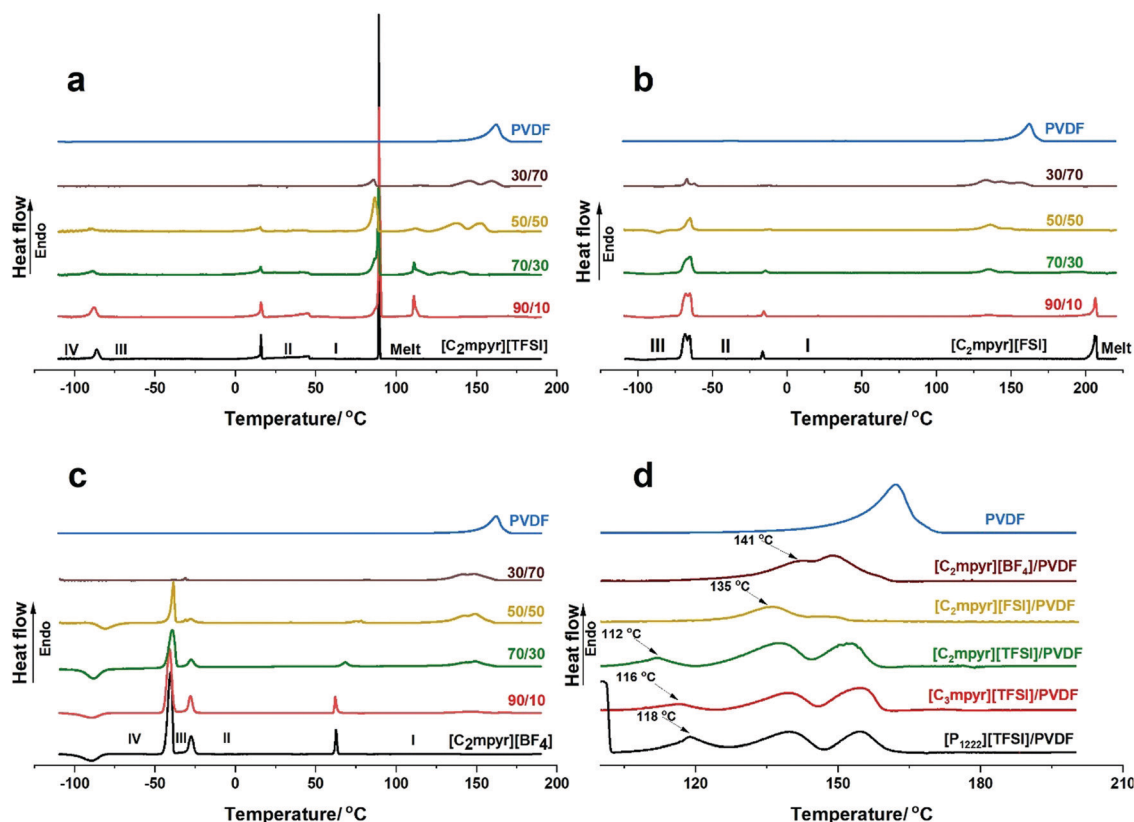 a
PVDF
30/70
50/50
70/30
90/10
IV III II I Melt [C₂mpyr][TFSI]
Heat flow
Endo
-100 -50 0 50 100 150 200
Temperature/ °C
b
PVDF
30/70
50/50
70/30
90/10
III II I [C₂mpyr][FSI] Melt
Heat flow
Endo
-100 -50 0 50 100 150 200
Temperature/ °C
c
PVDF
30/70
50/50
70/30
90/10
IV III II I [C₂mpyr][BF₄]
Heat flow
Endo
-100 -50 0 50 100 150 200
Temperature/ °C
d
PVDF
141 °C
[C₂mpyr][BF₄]/PVDF
135 °C
[C₂mpyr][FSI]/PVDF
112 °C
[C₂mpyr][TFSI]/PVDF
116 °C
[C₃mpyr][TFSI]/PVDF
118 °C
[P₁₂₂₂][TFSI]/PVDF
Heat flow
Endo
120 150 180 210
Temperature/ °C